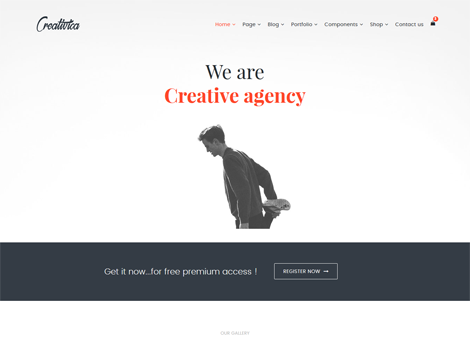 Creativica
Home Page Blog Portfolio Components Shop Contact us
We are
Creative agency
Get it now...for free premium access !
REGISTER NOW
OUR GALLERY